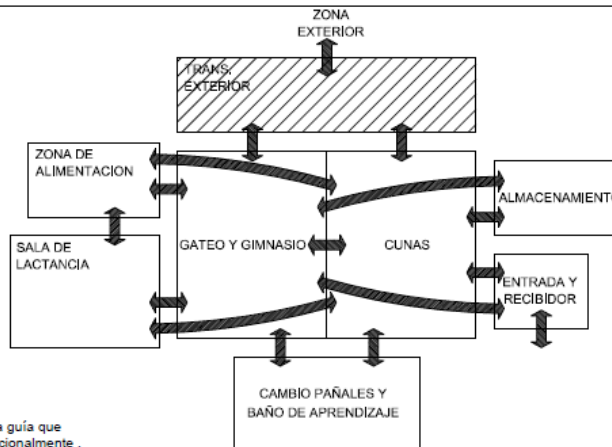 ZONA
EXTERIOR
TRANS.
EXTERIOR
ZONA DE
ALIMENTACION
ALMACENAMIENTO
SALA DE
LACTANCIA
GATEO Y GIMNASIO
CUNAS
ENTRADA Y
RECIBIDOR
CAMBIO PAÑALES Y
BAÑO DE APRENDIZAJE
a guía que
cionalmente .